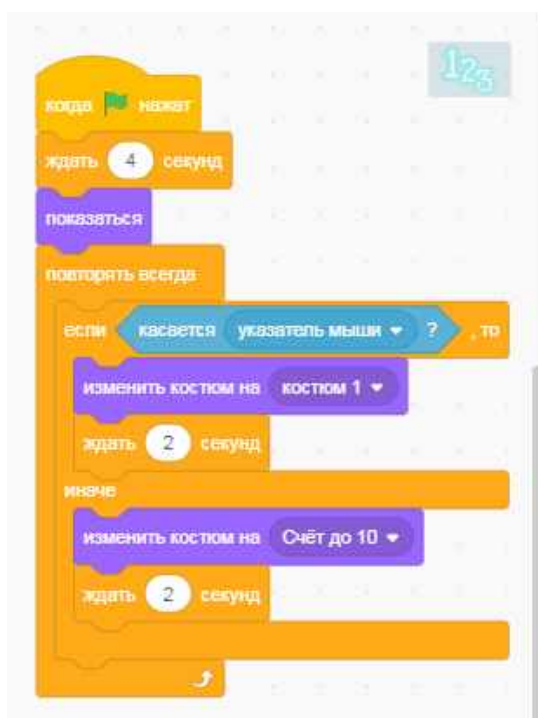 123
когда нажат
ждать 4 секунд
показаться
повторять всегда
если касается указатель мыши ? , то
изменить костюм на костюм 1
ждать 2 секунд
иначе
изменить костюм на Счёт до 10
ждать 2 секунд